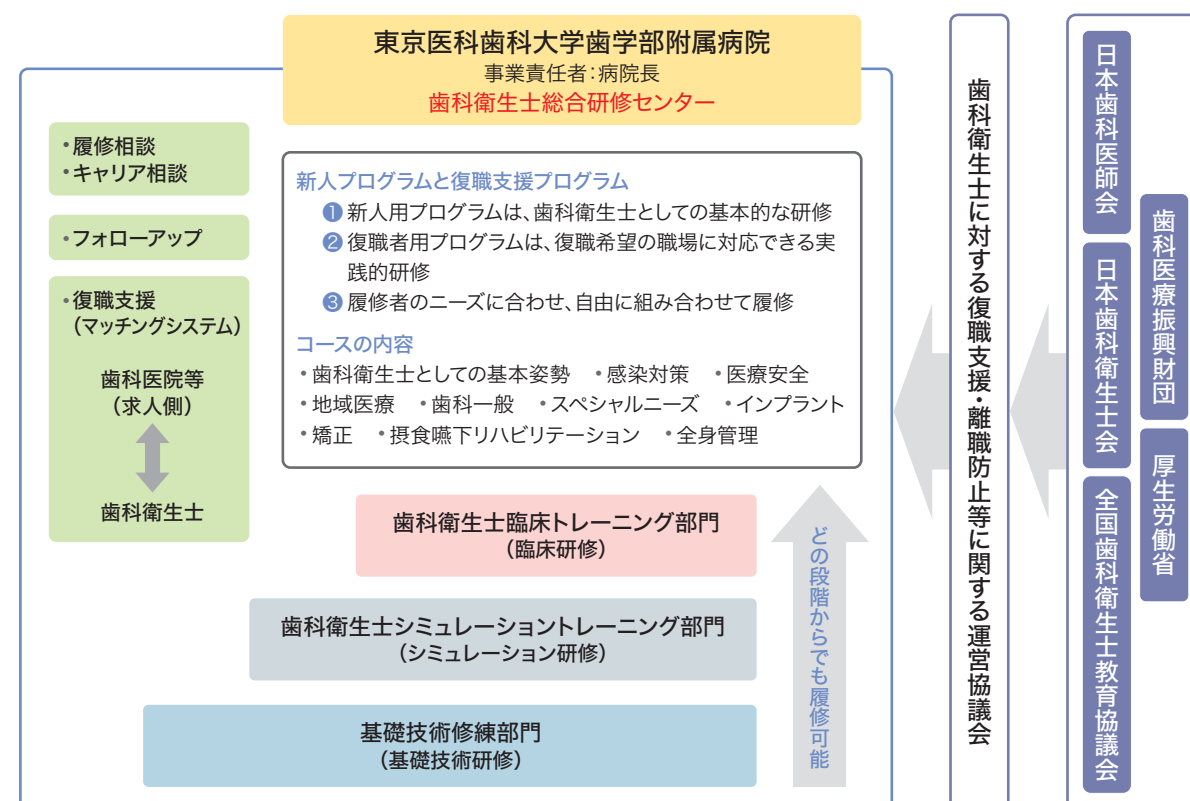 東京医科歯科大学歯学部附属病院
事業責任者：病院長
歯科衛生士総合研修センター
・履修相談
・キャリア相談
・フォローアップ
・復職支援
（マッチングシステム）
歯科医院等
（求人側）
歯科衛生士
新人プログラムと復職支援プログラム
❶ 新人用プログラムは、歯科衛生士としての基本的な研修
❷ 復職者用プログラムは、復職希望の職場に対応できる実
践的研修
❸ 履修者のニーズに合わせ、自由に組み合わせて履修
コースの内容
・歯科衛生士としての基本姿勢 ・感染対策 ・医療安全
・地域医療 ・歯科一般 ・スペシャルニーズ ・インプラント
・矯正 ・摂食嚥下リハビリテーション ・全身管理
歯科衛生士臨床トレーニング部門
（臨床研修）
歯科衛生士シミュレーショントレーニング部門
（シミュレーション研修）
基礎技術修練部門
（基礎技術研修）
どの段階からでも履修可能
歯科衛生士に対する復職支援・離職防止等に関する運営協議会
日本歯科医師会
日本歯科衛生士会
全国歯科衛生士教育協議会
歯科医療振興財団
厚生労働省